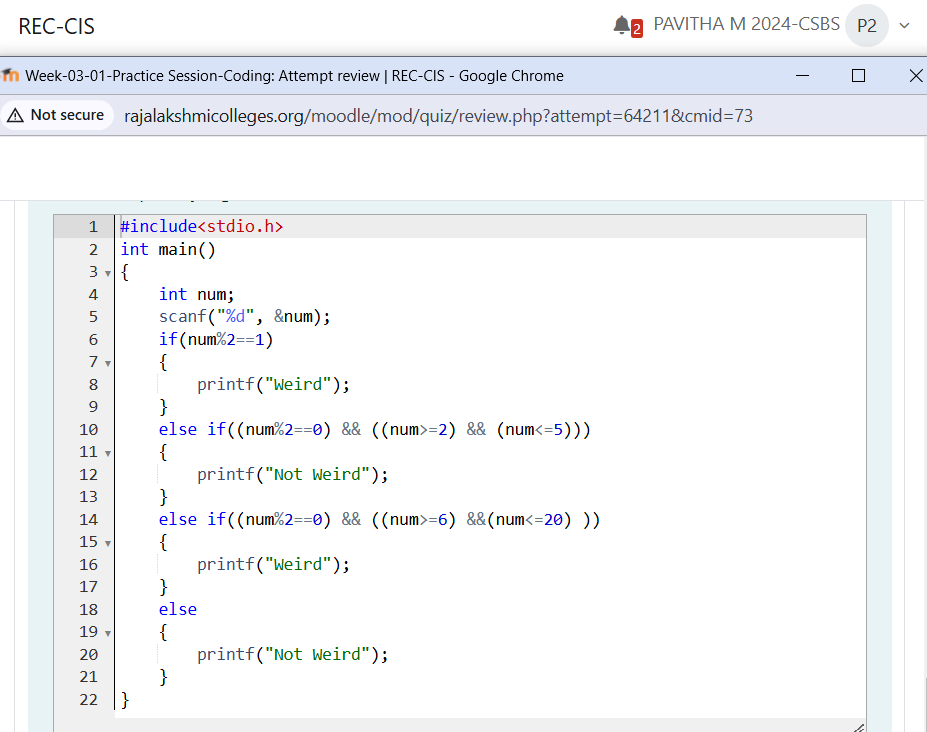 REC-CIS
2 PAVITHA M 2024-CSBS P2
Week-03-01-Practice Session-Coding: Attempt review | REC-CIS - Google Chrome
Not secure rajalakshmicolleges.org/moodle/mod/quiz/review.php?attempt=64211&cmid=73
1 #include<stdio.h>
2 int main()
3 {
4 int num;
5 scanf("%d", &num);
6 if(num%2==1)
7 {
8 printf("Weird");
9 }
10 else if((num%2==0) && ((num>=2) && (num<=5)))
11 {
12 printf("Not Weird");
13 }
14 else if((num%2==0) && ((num>=6) &&(num<=20) ))
15 {
16 printf("Weird");
17 }
18 else
19 {
20 printf("Not Weird");
21 }
22 }